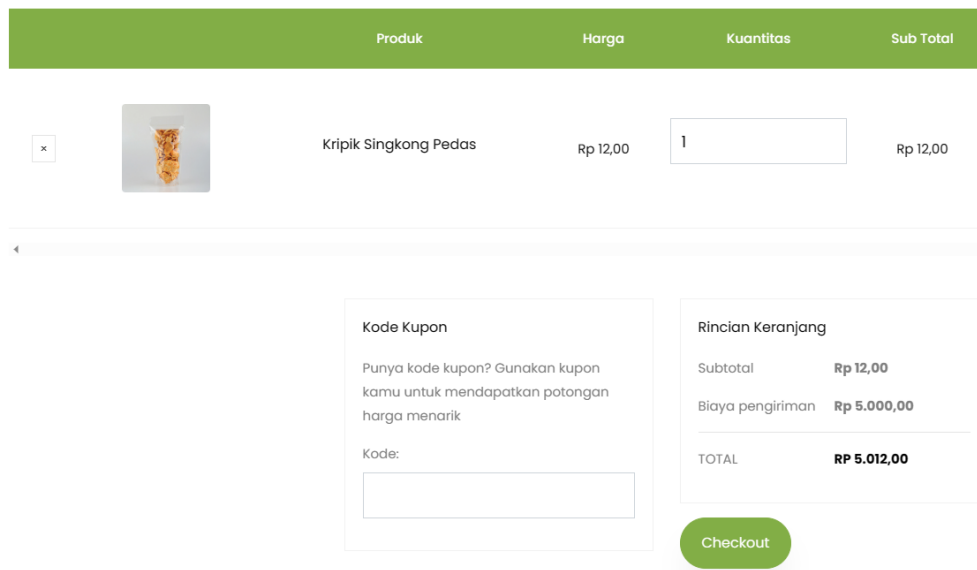 Produk Harga Kuantitas Sub Total
× Kripik Singkong Pedas Rp 12,00 1 Rp 12,00
Kode Kupon
Punya kode kupon? Gunakan kupon
kamu untuk mendapatkan potongan
harga menarik
Kode:
Rincian Keranjang
Subtotal Rp 12,00
Biaya pengiriman Rp 5.000,00
TOTAL RP 5.012,00
Checkout